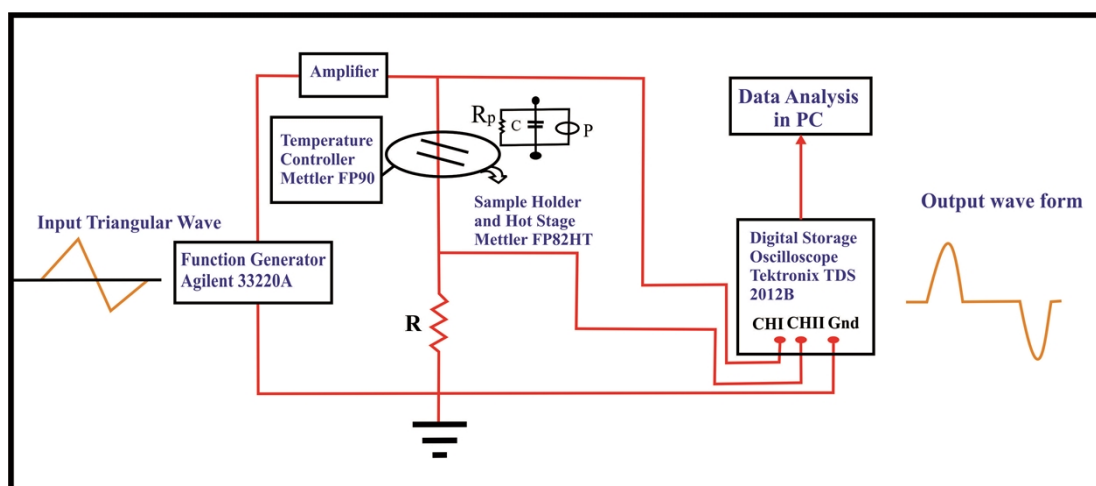 Amplifier
Temperature
Controller
Mettler FP90
Rp
C
P
Sample Holder
and Hot Stage
Mettler FP82HT
Input Triangular Wave
Function Generator
Agilent 33220A
R
Data Analysis
in PC
Digital Storage
Oscilloscope
Tektronix TDS
2012B
CHI CHII Gnd
Output wave form